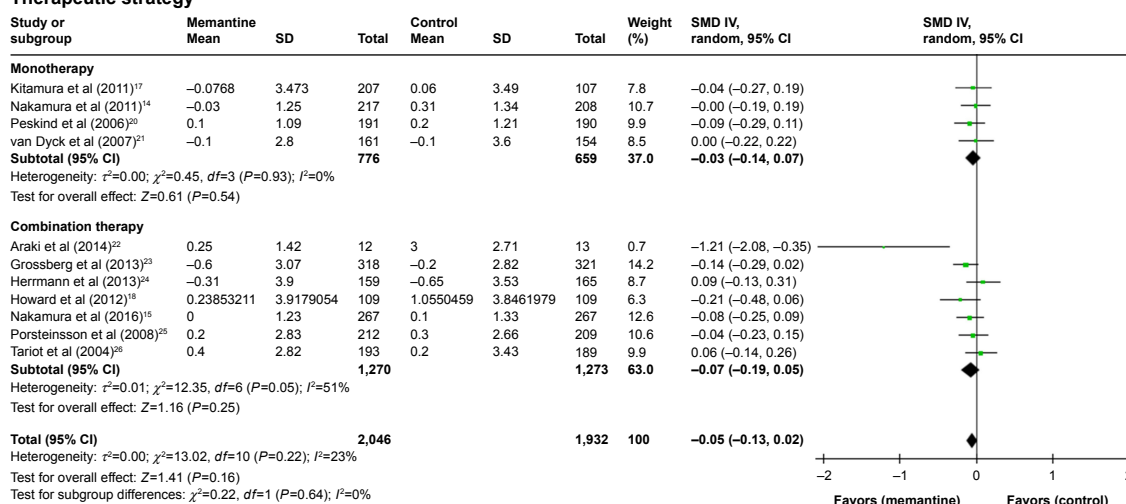 Therapeutic strategy
Study or subgroup Memantine Mean SD Total Control Mean SD Total Weight (%) SMD IV, random, 95% CI SMD IV, random, 95% CI
Monotherapy
Kitamura et al (2011)17 –0.0768 3.473 207 0.06 3.49 107 7.8 –0.04 (–0.27, 0.19)
Nakamura et al (2011)14 –0.03 1.25 217 0.31 1.34 208 10.7 –0.00 (–0.19, 0.19)
Peskind et al (2006)20 0.1 1.09 191 0.2 1.21 190 9.9 –0.09 (–0.29, 0.11)
van Dyck et al (2007)21 –0.1 2.8 161 –0.1 3.6 154 8.5 0.00 (–0.22, 0.22)
Subtotal (95% CI) 776 659 37.0 –0.03 (–0.14, 0.07)
Heterogeneity: τ²=0.00; χ²=0.45, df=3 (P=0.93); I²=0%
Test for overall effect: Z=0.61 (P=0.54)
Combination therapy
Araki et al (2014)22 0.25 1.42 12 3 2.71 13 0.7 –1.21 (–2.08, –0.35)
Grossberg et al (2013)23 –0.6 3.07 318 –0.2 2.82 321 14.2 –0.14 (–0.29, 0.02)
Herrmann et al (2013)24 –0.31 3.9 159 –0.65 3.53 165 8.7 0.09 (–0.13, 0.31)
Howard et al (2012)18 0.23853211 3.9179054 109 1.0550459 3.8461979 109 6.3 –0.21 (–0.48, 0.06)
Nakamura et al (2016)15 0 1.23 267 0.1 1.33 267 12.6 –0.08 (–0.25, 0.09)
Porsteinsson et al (2008)25 0.2 2.83 212 0.3 2.66 209 10.6 –0.04 (–0.23, 0.15)
Tariot et al (2004)26 0.4 2.82 193 0.2 3.43 189 9.9 0.06 (–0.14, 0.26)
Subtotal (95% CI) 1,270 1,273 63.0 –0.07 (–0.19, 0.05)
Heterogeneity: τ²=0.01; χ²=12.35, df=6 (P=0.05); I²=51%
Test for overall effect: Z=1.16 (P=0.25)
Total (95% CI) 2,046 1,932 100 –0.05 (–0.13, 0.02)
Heterogeneity: τ²=0.00; χ²=13.02, df=10 (P=0.22); I²=23%
Test for overall effect: Z=1.41 (P=0.16)
Test for subgroup differences: χ²=0.22, df=1 (P=0.64); I²=0%
–2 –1 0 1
Favors (memantine) Favors (control)